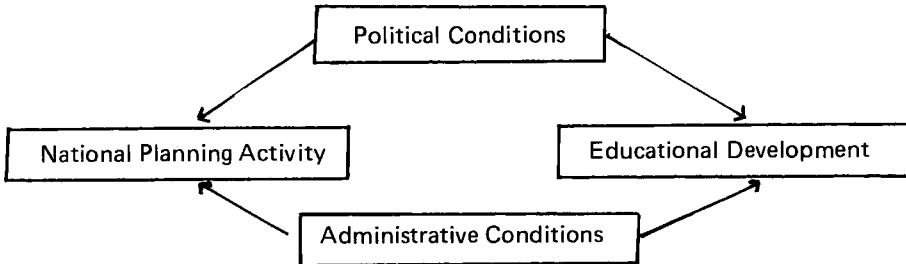 Political Conditions
National Planning Activity
Educational Development
Administrative Conditions